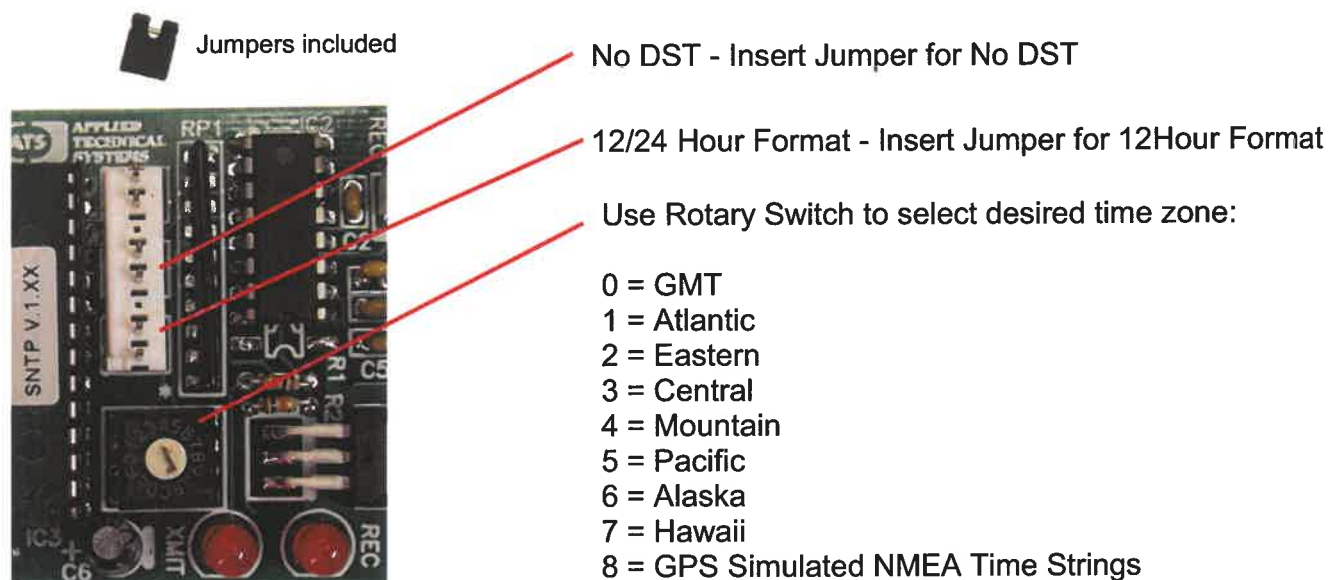 Jumpers included
No DST - Insert Jumper for No DST
12/24 Hour Format - Insert Jumper for 12Hour Format
Use Rotary Switch to select desired time zone:
0 = GMT
1 = Atlantic
2 = Eastern
3 = Central
4 = Mountain
5 = Pacific
6 = Alaska
7 = Hawaii
8 = GPS Simulated NMEA Time Strings
ATS
APPLIED
TECHNICAL
SYSTEMS
RP1
IC2
REC
C2
SNTP V.1.XX
C5
R1
R2
IC3
+
C6
XMIT
REC